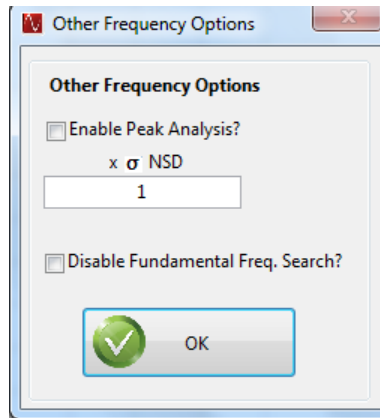 Other Frequency Options
Other Frequency Options
Enable Peak Analysis?
x σ NSD
1
Disable Fundamental Freq. Search?
OK